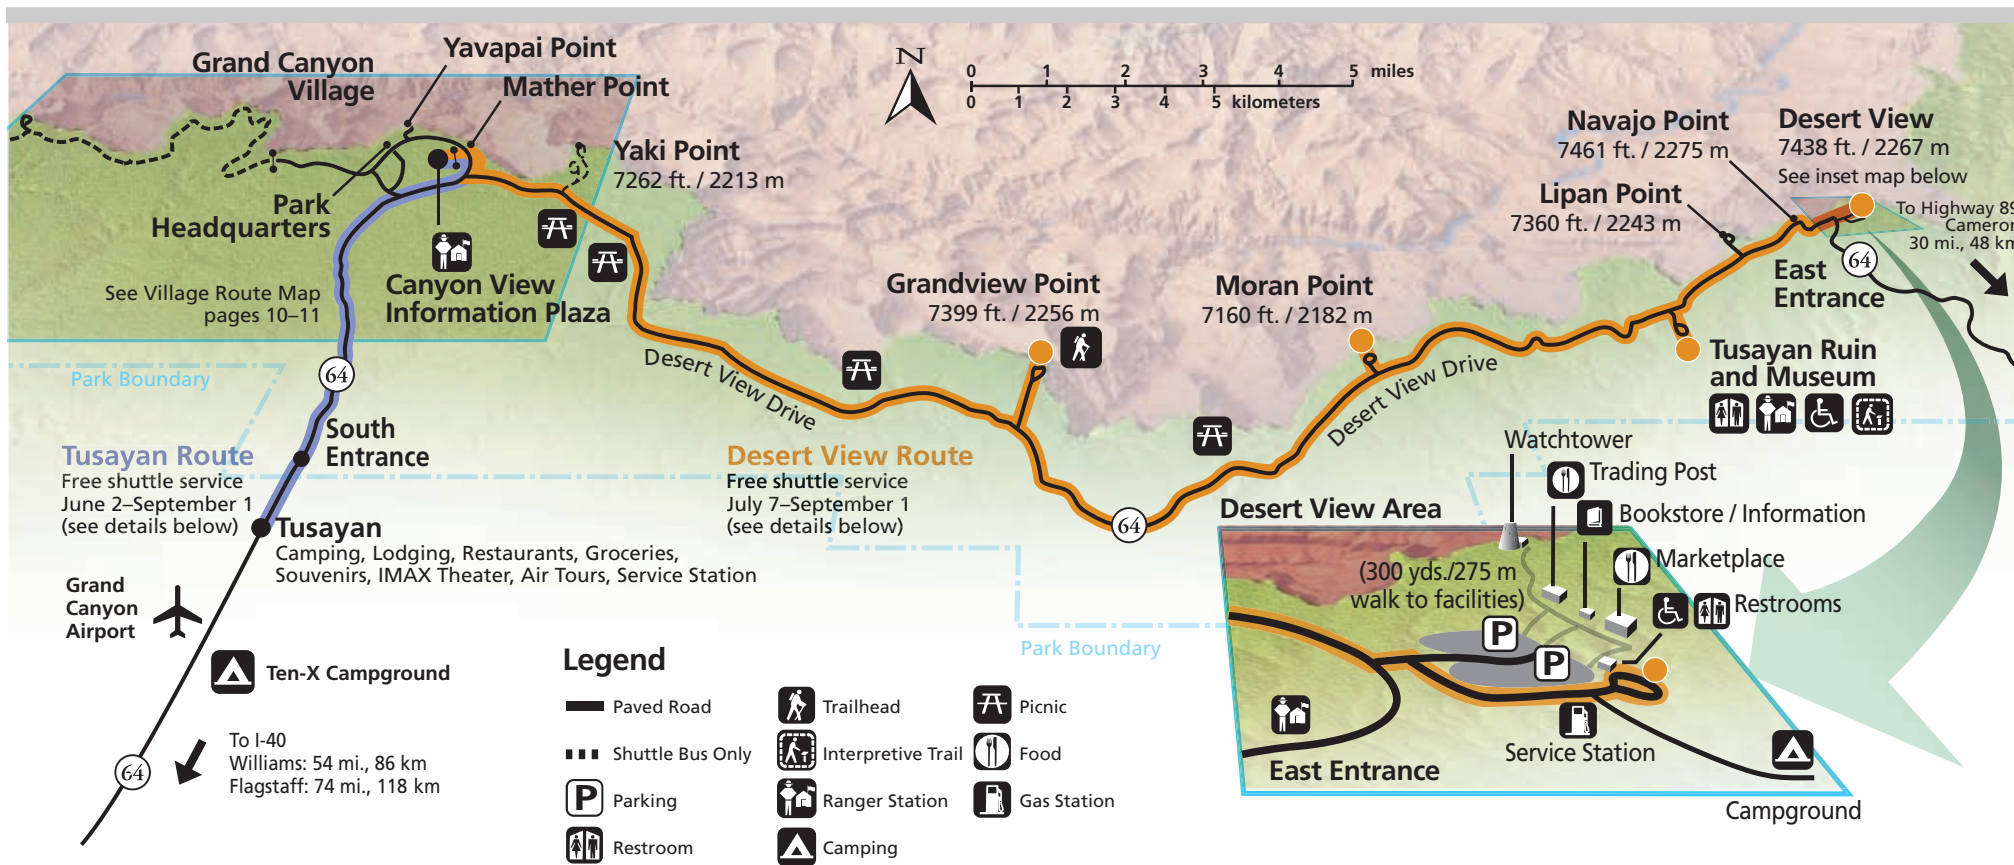 Grand Canyon
Village
Yavapai Point
Mather Point
N
0 1 2 3 4 5 miles
0 1 2 3 4 5 kilometers
Yaki Point
7262 ft. / 2213 m
Navajo Point
7461 ft. / 2275 m
Desert View
7438 ft. / 2267 m
See inset map below
Lipan Point
7360 ft. / 2243 m
To Highway 89
Cameron
30 mi., 48 km
64
East
Entrance
Park
Headquarters
Canyon View
Information Plaza
See Village Route Map
pages 10–11
Grandview Point
7399 ft. / 2256 m
Moran Point
7160 ft. / 2182 m
Tusayan Ruin
and Museum
Desert View Drive
Desert View Drive
64
Park Boundary
64
South
Entrance
Tusayan Route
Free shuttle service
June 2–September 1
(see details below)
Desert View Route
Free shuttle service
July 7–September 1
(see details below)
Tusayan
Camping, Lodging, Restaurants, Groceries,
Souvenirs, IMAX Theater, Air Tours, Service Station
Grand
Canyon
Airport
Ten-X Campground
To I-40
Williams: 54 mi., 86 km
Flagstaff: 74 mi., 118 km
64
Park Boundary
Legend
Paved Road
Shuttle Bus Only
P Parking
Restroom
Trailhead
Interpretive Trail
Ranger Station
Camping
Picnic
Food
Gas Station
Desert View Area
Watchtower
Trading Post
Bookstore / Information
Marketplace
Restrooms
(300 yds./275 m
walk to facilities)
P
P
Service Station
East Entrance
Campground